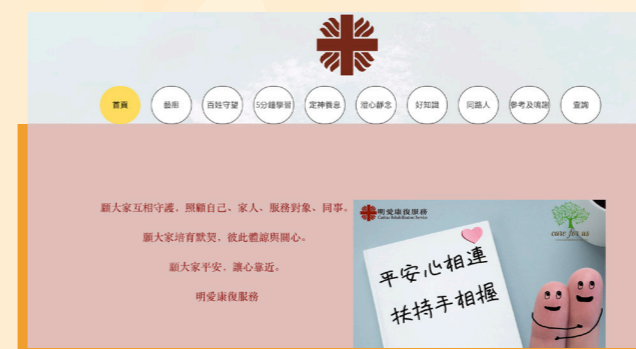 首頁
藝廊
百姓守望
5分鐘學習
定神養息
澄心靜念
好知識
同路人
參考及鳴謝
查詢
願大家互相守護。照顧自己、家人、服務對象、同事。
願大家培育默契。彼此體諒與關心。
願大家平安。讓心靠近。
明愛康復服務
明愛康復服務
Caritas Rehabilitation Service
care for us
平安心相連
扶持手相握